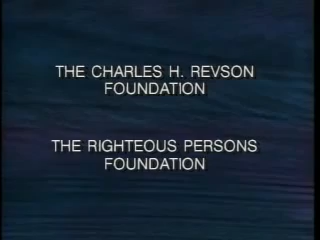 THE CHARLES H. REVSON
FOUNDATION
THE RIGHTEOUS PERSONS
FOUNDATION